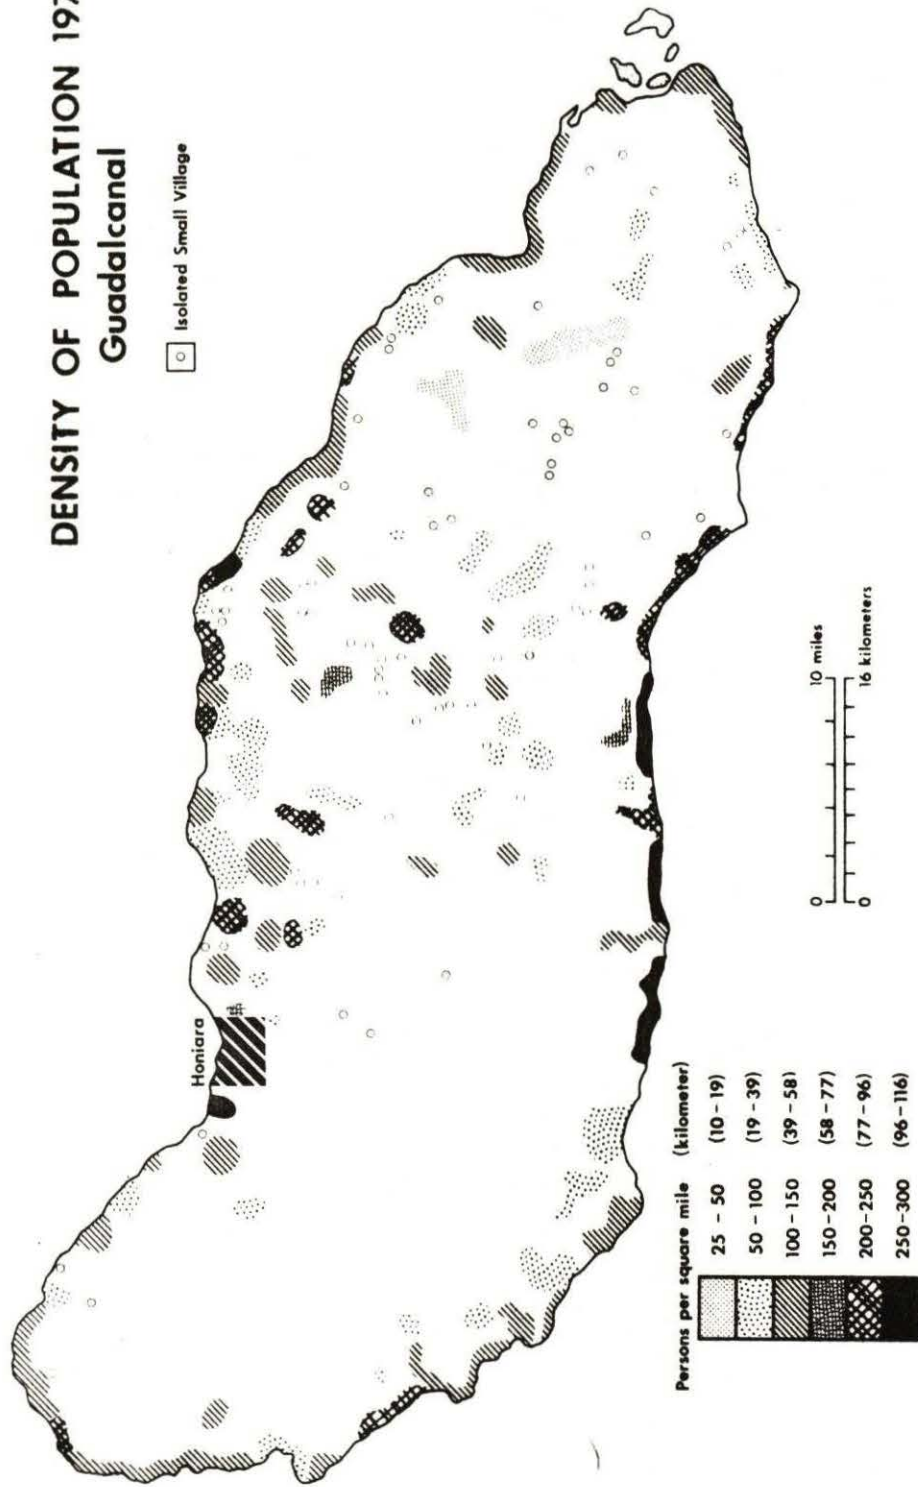 DENSITY OF POPULATION 197
Guadalcanal
Isolated Small Village
Honiara
0 10 miles
0 16 kilometers
Persons per square mile (kilometer)
25 - 50 (10 - 19)
50 - 100 (19 - 39)
100 - 150 (39 - 58)
150 - 200 (58 - 77)
200 - 250 (77 - 96)
250 - 300 (96 - 116)